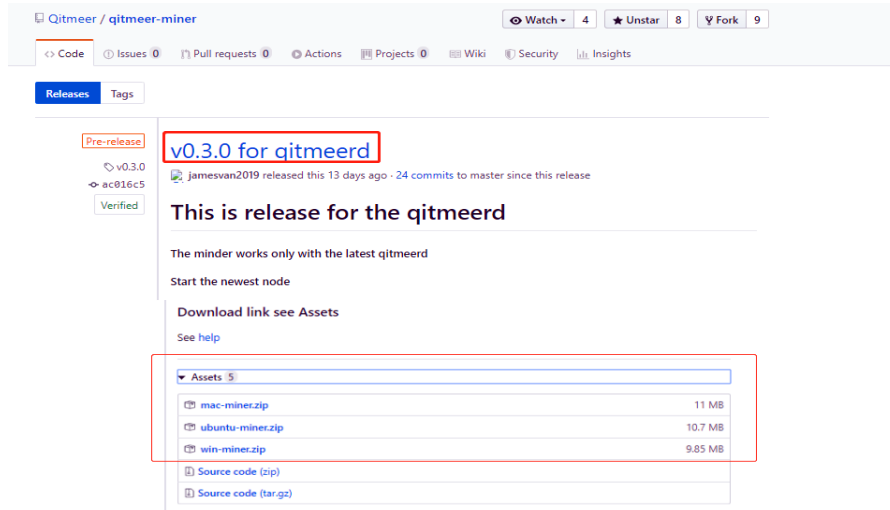 Qitmeer / qitmeer-miner
Watch 4 Unstar 8 Fork 9
Code Issues 0 Pull requests 0 Actions Projects 0 Wiki Security Insights
Releases Tags
Pre-release
v0.3.0
ac016c5
Verified
v0.3.0 for qitmeerd
jamesvan2019 released this 13 days ago · 24 commits to master since this release
This is release for the qitmeerd
The minder works only with the latest qitmeerd
Start the newest node
Download link see Assets
See help
Assets 5
mac-miner.zip 11 MB
ubuntu-miner.zip 10.7 MB
win-miner.zip 9.85 MB
Source code (zip)
Source code (tar.gz)